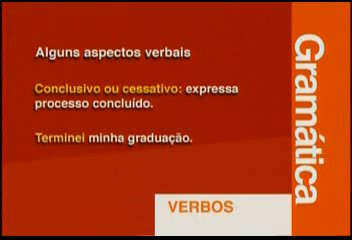 Alguns aspectos verbais
Conclusivo ou cessativo: expressa
processo concluído.
Terminei minha graduação.
VERBOS
Gramática